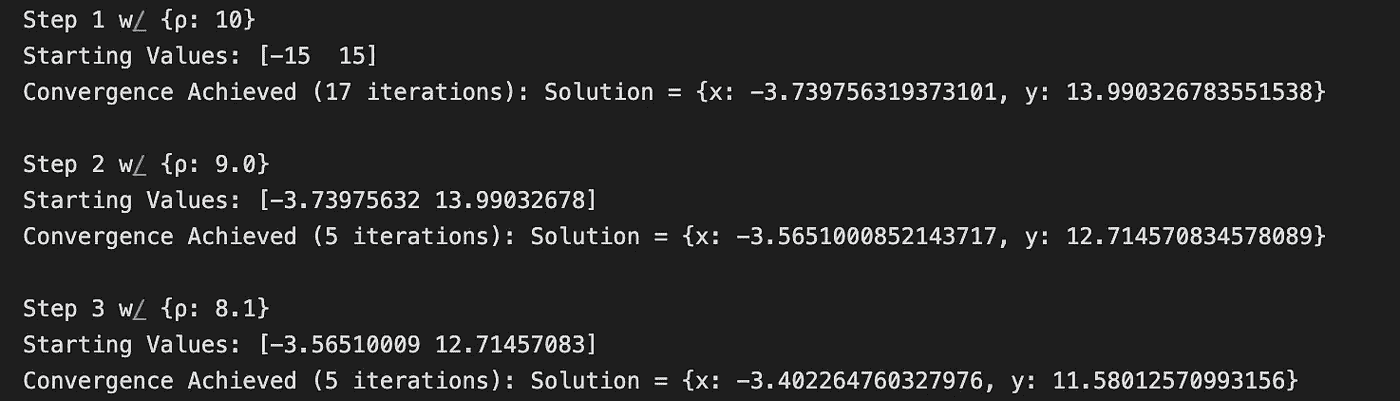 Step 1 w/ {ρ: 10}
Starting Values: [-15  15]
Convergence Achieved (17 iterations): Solution = {x: -3.739756319373101, y: 13.990326783551538}
Step 2 w/ {ρ: 9.0}
Starting Values: [-3.73975632 13.99032678]
Convergence Achieved (5 iterations): Solution = {x: -3.5651000852143717, y: 12.714570834578089}
Step 3 w/ {ρ: 8.1}
Starting Values: [-3.56510009 12.71457083]
Convergence Achieved (5 iterations): Solution = {x: -3.402264760327976, y: 11.58012570993156}